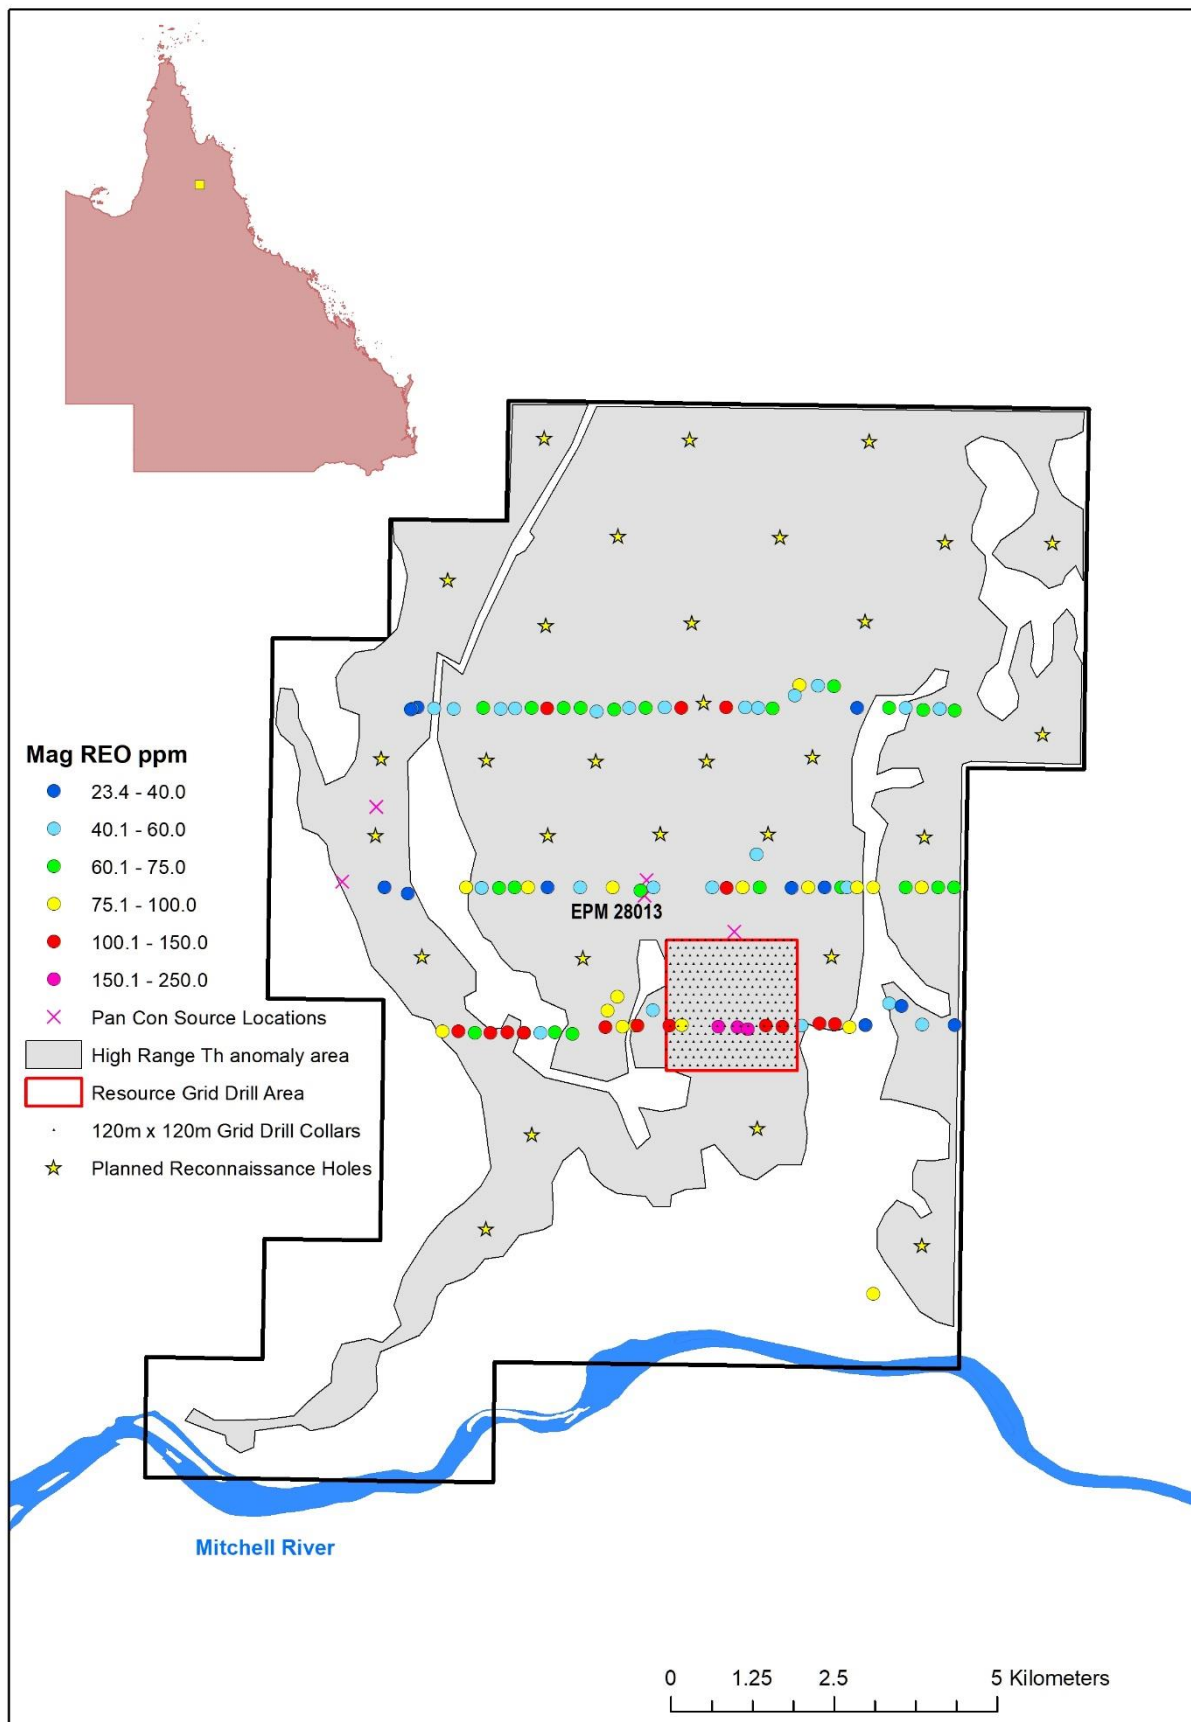 Mag REO ppm
23.4 - 40.0
40.1 - 60.0
60.1 - 75.0
75.1 - 100.0
100.1 - 150.0
150.1 - 250.0
Pan Con Source Locations
High Range Th anomaly area
Resource Grid Drill Area
120m x 120m Grid Drill Collars
Planned Reconnaissance Holes
EPM 28013
Mitchell River
0 1.25 2.5 5 Kilometers